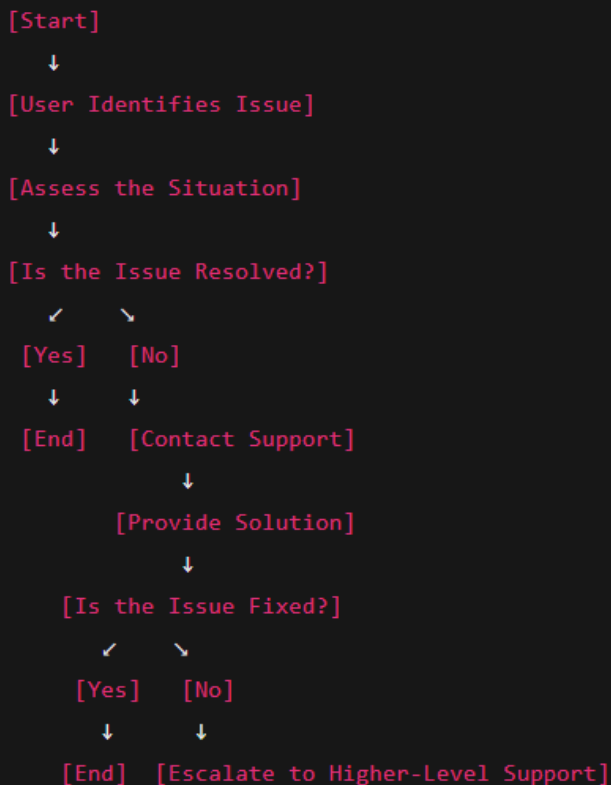 [Start]
↓
[User Identifies Issue]
↓
[Assess the Situation]
↓
[Is the Issue Resolved?]
↙ ↘
[Yes] [No]
↓ ↓
[End] [Contact Support]
↓
[Provide Solution]
↓
[Is the Issue Fixed?]
↙ ↘
[Yes] [No]
↓ ↓
[End] [Escalate to Higher-Level Support]